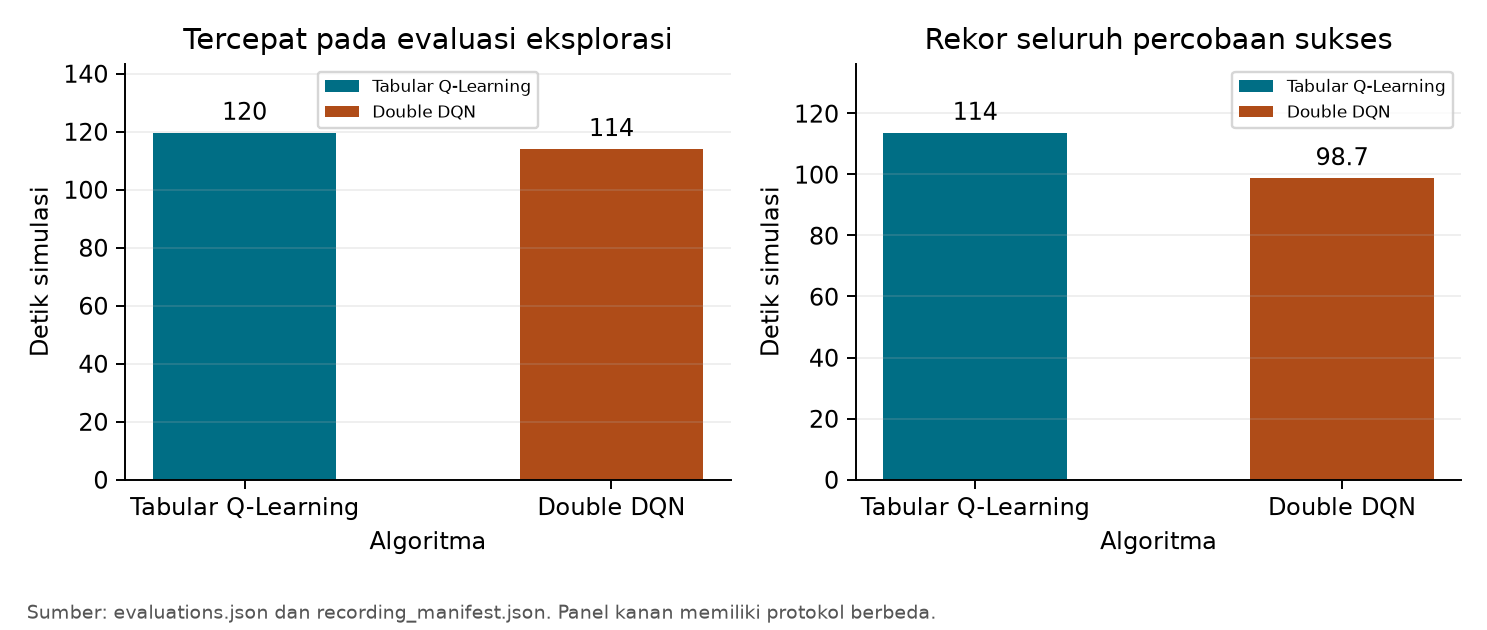 Tercepat pada evaluasi eksplorasi
140
120
100
80
60
40
20
0
Detik simulasi
120
114
Tabular Q-Learning
Double DQN
Tabular Q-Learning
Double DQN
Algoritma
Rekor seluruh percobaan sukses
120
100
80
60
40
20
0
Detik simulasi
114
98.7
Tabular Q-Learning
Double DQN
Tabular Q-Learning
Double DQN
Algoritma
Sumber: evaluations.json dan recording_manifest.json. Panel kanan memiliki protokol berbeda.